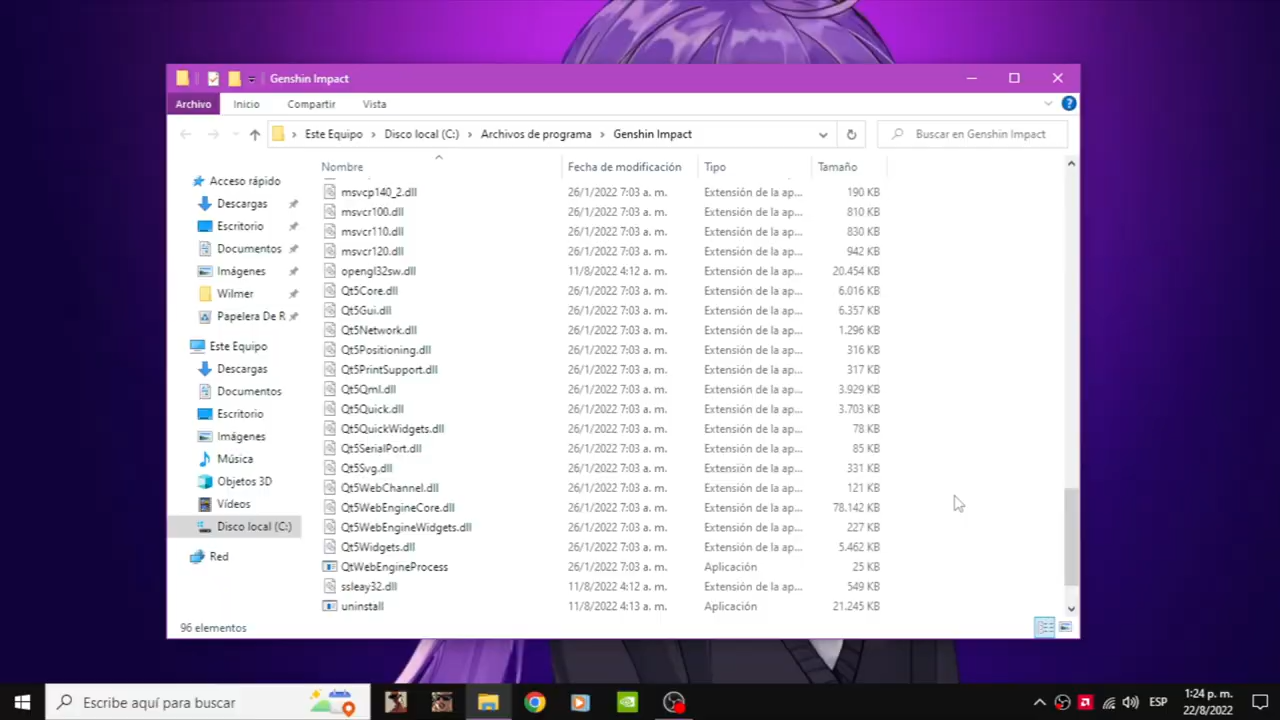 Genshin Impact
Archivo Inicio Compartir Vista
Este Equipo Disco local (C:) Archivos de programa Genshin Impact Buscar en Genshin Impact
Nombre Fecha de modificación Tipo Tamaño
Acceso rápido
Descargas
Escritorio
Documentos
Imágenes
Wilmer
Papelera De R
Este Equipo
Descargas
Documentos
Escritorio
Imágenes
Música
Objetos 3D
Vídeos
Disco local (C:)
Red
msvcp140_2.dll 26/1/2022 7:03 a. m. Extensión de la ap... 190 KB
msvcr100.dll 26/1/2022 7:03 a. m. Extensión de la ap... 810 KB
msvcr110.dll 26/1/2022 7:03 a. m. Extensión de la ap... 830 KB
msvcr120.dll 26/1/2022 7:03 a. m. Extensión de la ap... 942 KB
opengl32sw.dll 11/8/2022 4:12 a. m. Extensión de la ap... 20.454 KB
Qt5Core.dll 26/1/2022 7:03 a. m. Extensión de la ap... 6.016 KB
Qt5Gui.dll 26/1/2022 7:03 a. m. Extensión de la ap... 6.357 KB
Qt5Network.dll 26/1/2022 7:03 a. m. Extensión de la ap... 1.296 KB
Qt5Positioning.dll 26/1/2022 7:03 a. m. Extensión de la ap... 316 KB
Qt5PrintSupport.dll 26/1/2022 7:03 a. m. Extensión de la ap... 317 KB
Qt5Qml.dll 26/1/2022 7:03 a. m. Extensión de la ap... 3.929 KB
Qt5Quick.dll 26/1/2022 7:03 a. m. Extensión de la ap... 3.703 KB
Qt5QuickWidgets.dll 26/1/2022 7:03 a. m. Extensión de la ap... 78 KB
Qt5SerialPort.dll 26/1/2022 7:03 a. m. Extensión de la ap... 85 KB
Qt5Svg.dll 26/1/2022 7:03 a. m. Extensión de la ap... 331 KB
Qt5WebChannel.dll 26/1/2022 7:03 a. m. Extensión de la ap... 121 KB
Qt5WebEngineCore.dll 26/1/2022 7:03 a. m. Extensión de la ap... 78.142 KB
Qt5WebEngineWidgets.dll 26/1/2022 7:03 a. m. Extensión de la ap... 227 KB
Qt5Widgets.dll 26/1/2022 7:03 a. m. Extensión de la ap... 5.462 KB
QtWebEngineProcess 26/1/2022 7:03 a. m. Aplicación 25 KB
ssleay32.dll 11/8/2022 4:12 a. m. Extensión de la ap... 549 KB
uninstall 11/8/2022 4:13 a. m. Aplicación 21.245 KB
96 elementos
Escribe aquí para buscar
ESP
1:24 p. m.
22/8/2022